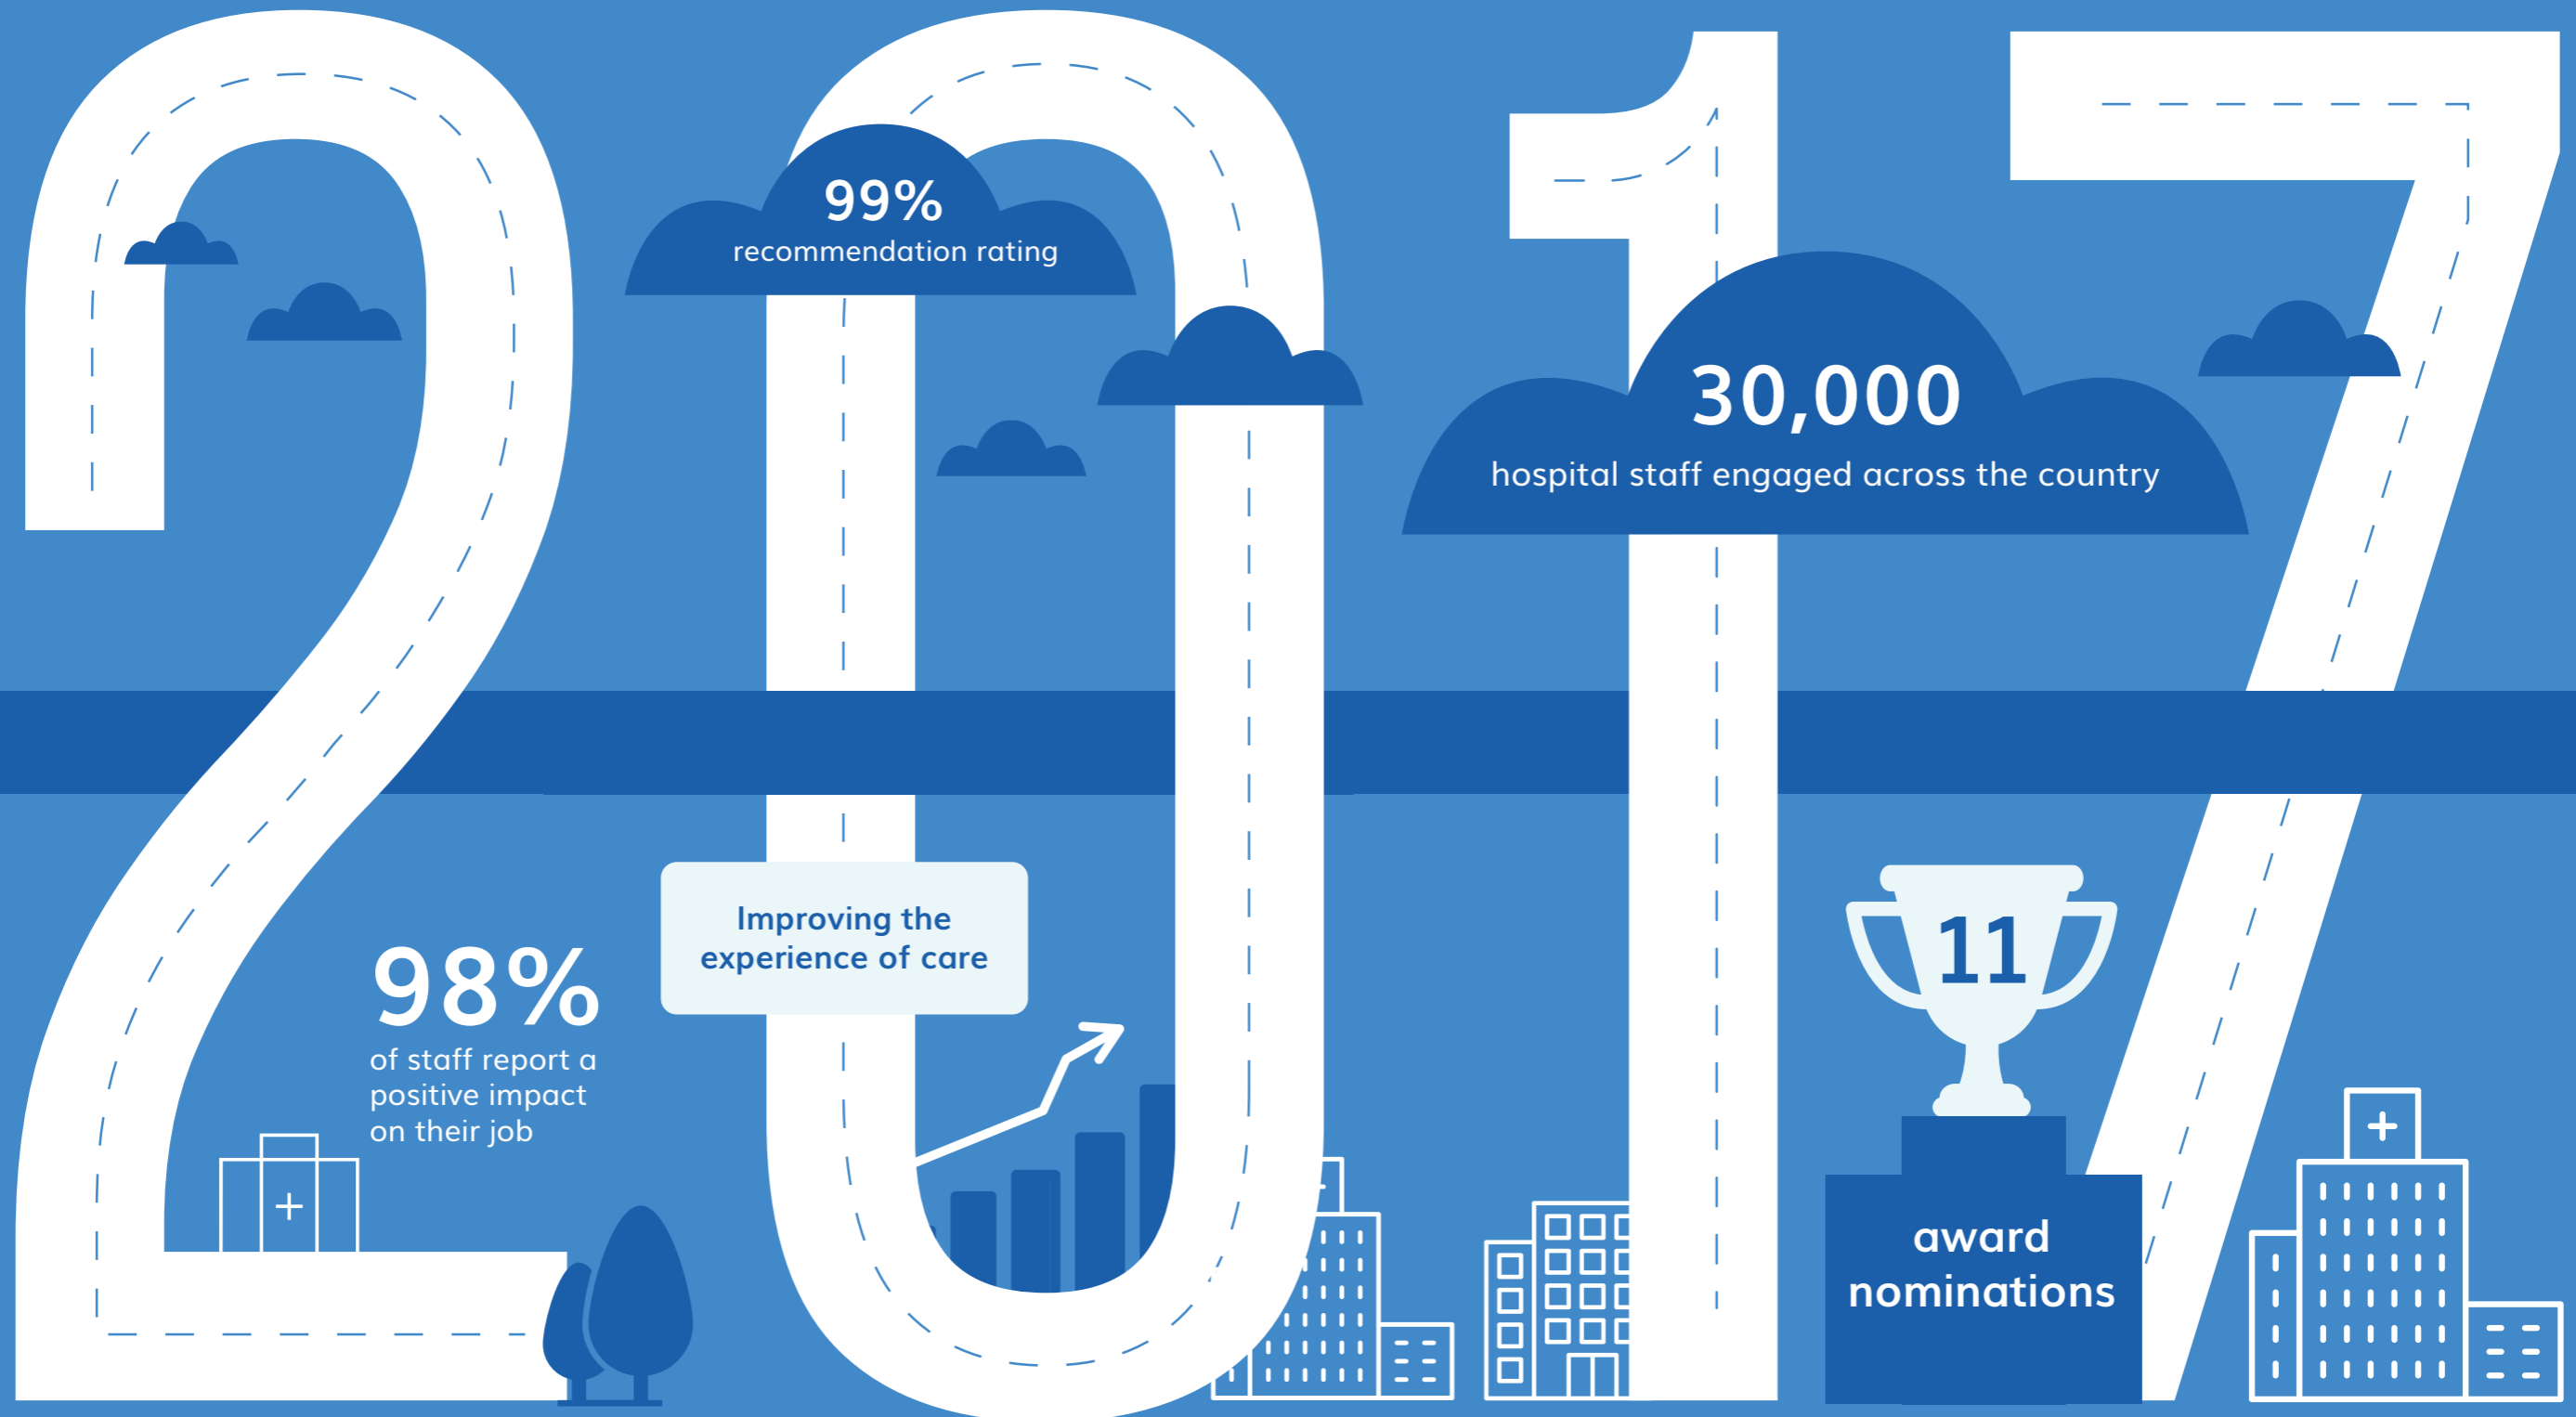 2017
99%
recommendation rating
30,000
hospital staff engaged across the country
98%
of staff report a
positive impact
on their job
Improving the
experience of care
11
award
nominations